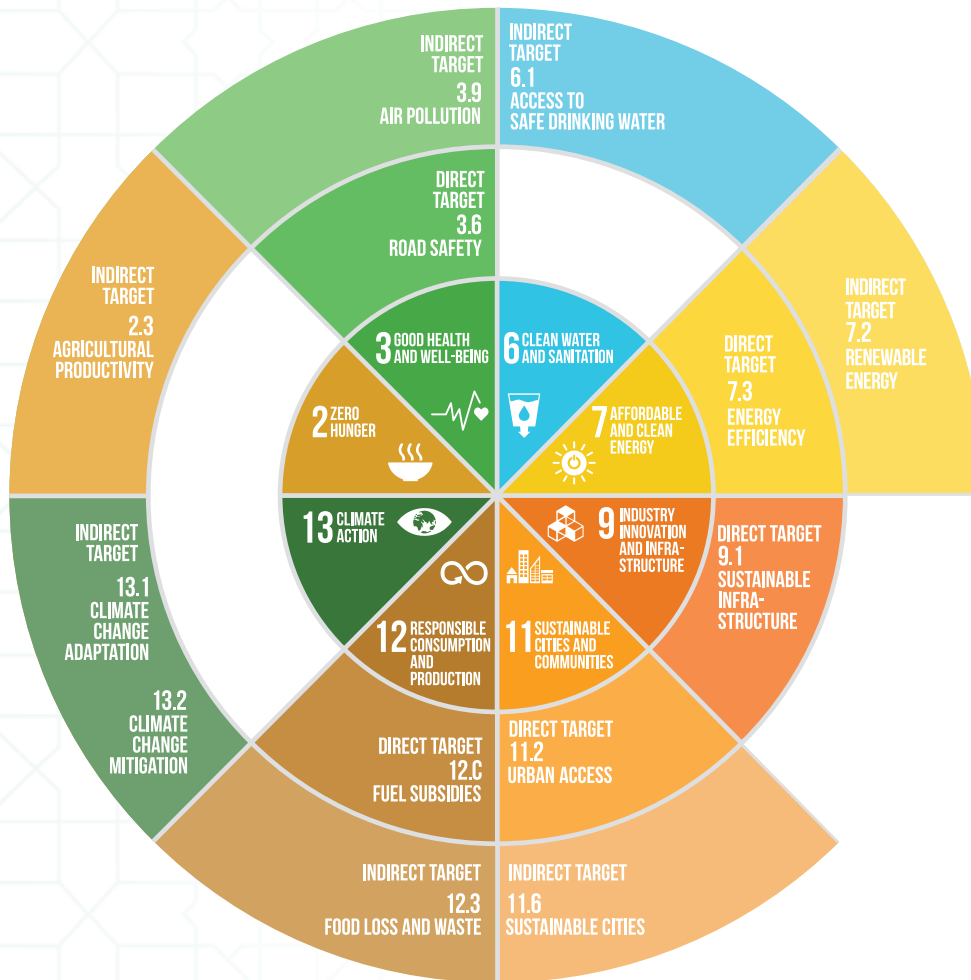 INDIRECT
TARGET
3.9
AIR POLLUTION
INDIRECT
TARGET
6.1
ACCESS TO
SAFE DRINKING WATER
DIRECT
TARGET
3.6
ROAD SAFETY
INDIRECT
TARGET
2.3
AGRICULTURAL
PRODUCTIVITY
INDIRECT
TARGET
7.2
RENEWABLE
ENERGY
DIRECT
TARGET
7.3
ENERGY
EFFICIENCY
3 GOOD HEALTH
AND WELL-BEING
6 CLEAN WATER
AND SANITATION
2 ZERO
HUNGER
7 AFFORDABLE
AND CLEAN
ENERGY
13 CLIMATE
ACTION
9 INDUSTRY
INNOVATION
AND INFRA-
STRUCTURE
12 RESPONSIBLE
CONSUMPTION
AND
PRODUCTION
11 SUSTAINABLE
CITIES AND
COMMUNITIES
DIRECT TARGET
9.1
SUSTAINABLE
INFRA-
STRUCTURE
INDIRECT
TARGET
13.1
CLIMATE
CHANGE
ADAPTATION
13.2
CLIMATE
CHANGE
MITIGATION
DIRECT TARGET
12.C
FUEL SUBSIDIES
DIRECT TARGET
11.2
URBAN ACCESS
INDIRECT TARGET
12.3
FOOD LOSS AND WASTE
INDIRECT TARGET
11.6
SUSTAINABLE CITIES